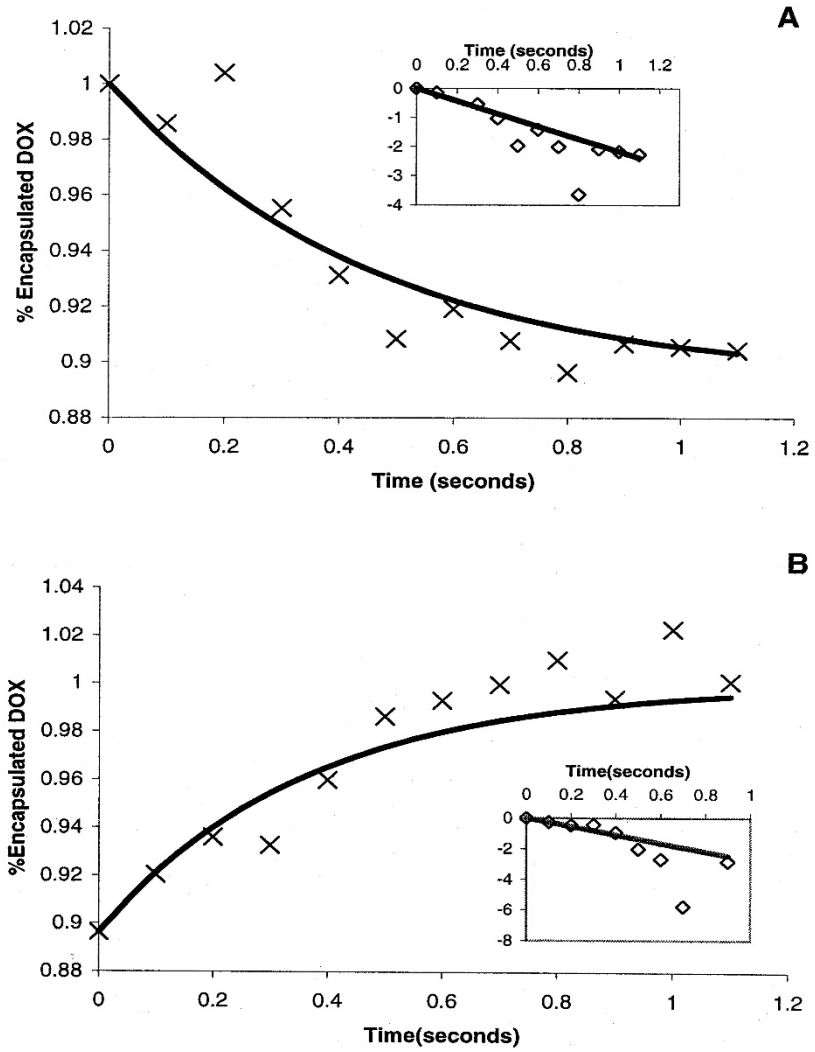 A
1.02
1
0.98
0.96
0.94
0.92
0.9
0.88
% Encapsulated DOX
0 0.2 0.4 0.6 0.8 1 1.2
Time (seconds)
Time (seconds)
0 0.2 0.4 0.6 0.8 1 1.2
0
-1
-2
-3
-4
B
1.04
1.02
1
0.98
0.96
0.94
0.92
0.9
0.88
%Encapsulated DOX
0 0.2 0.4 0.6 0.8 1 1.2
Time(seconds)
Time(seconds)
0 0.2 0.4 0.6 0.8 1
0
-2
-4
-6
-8